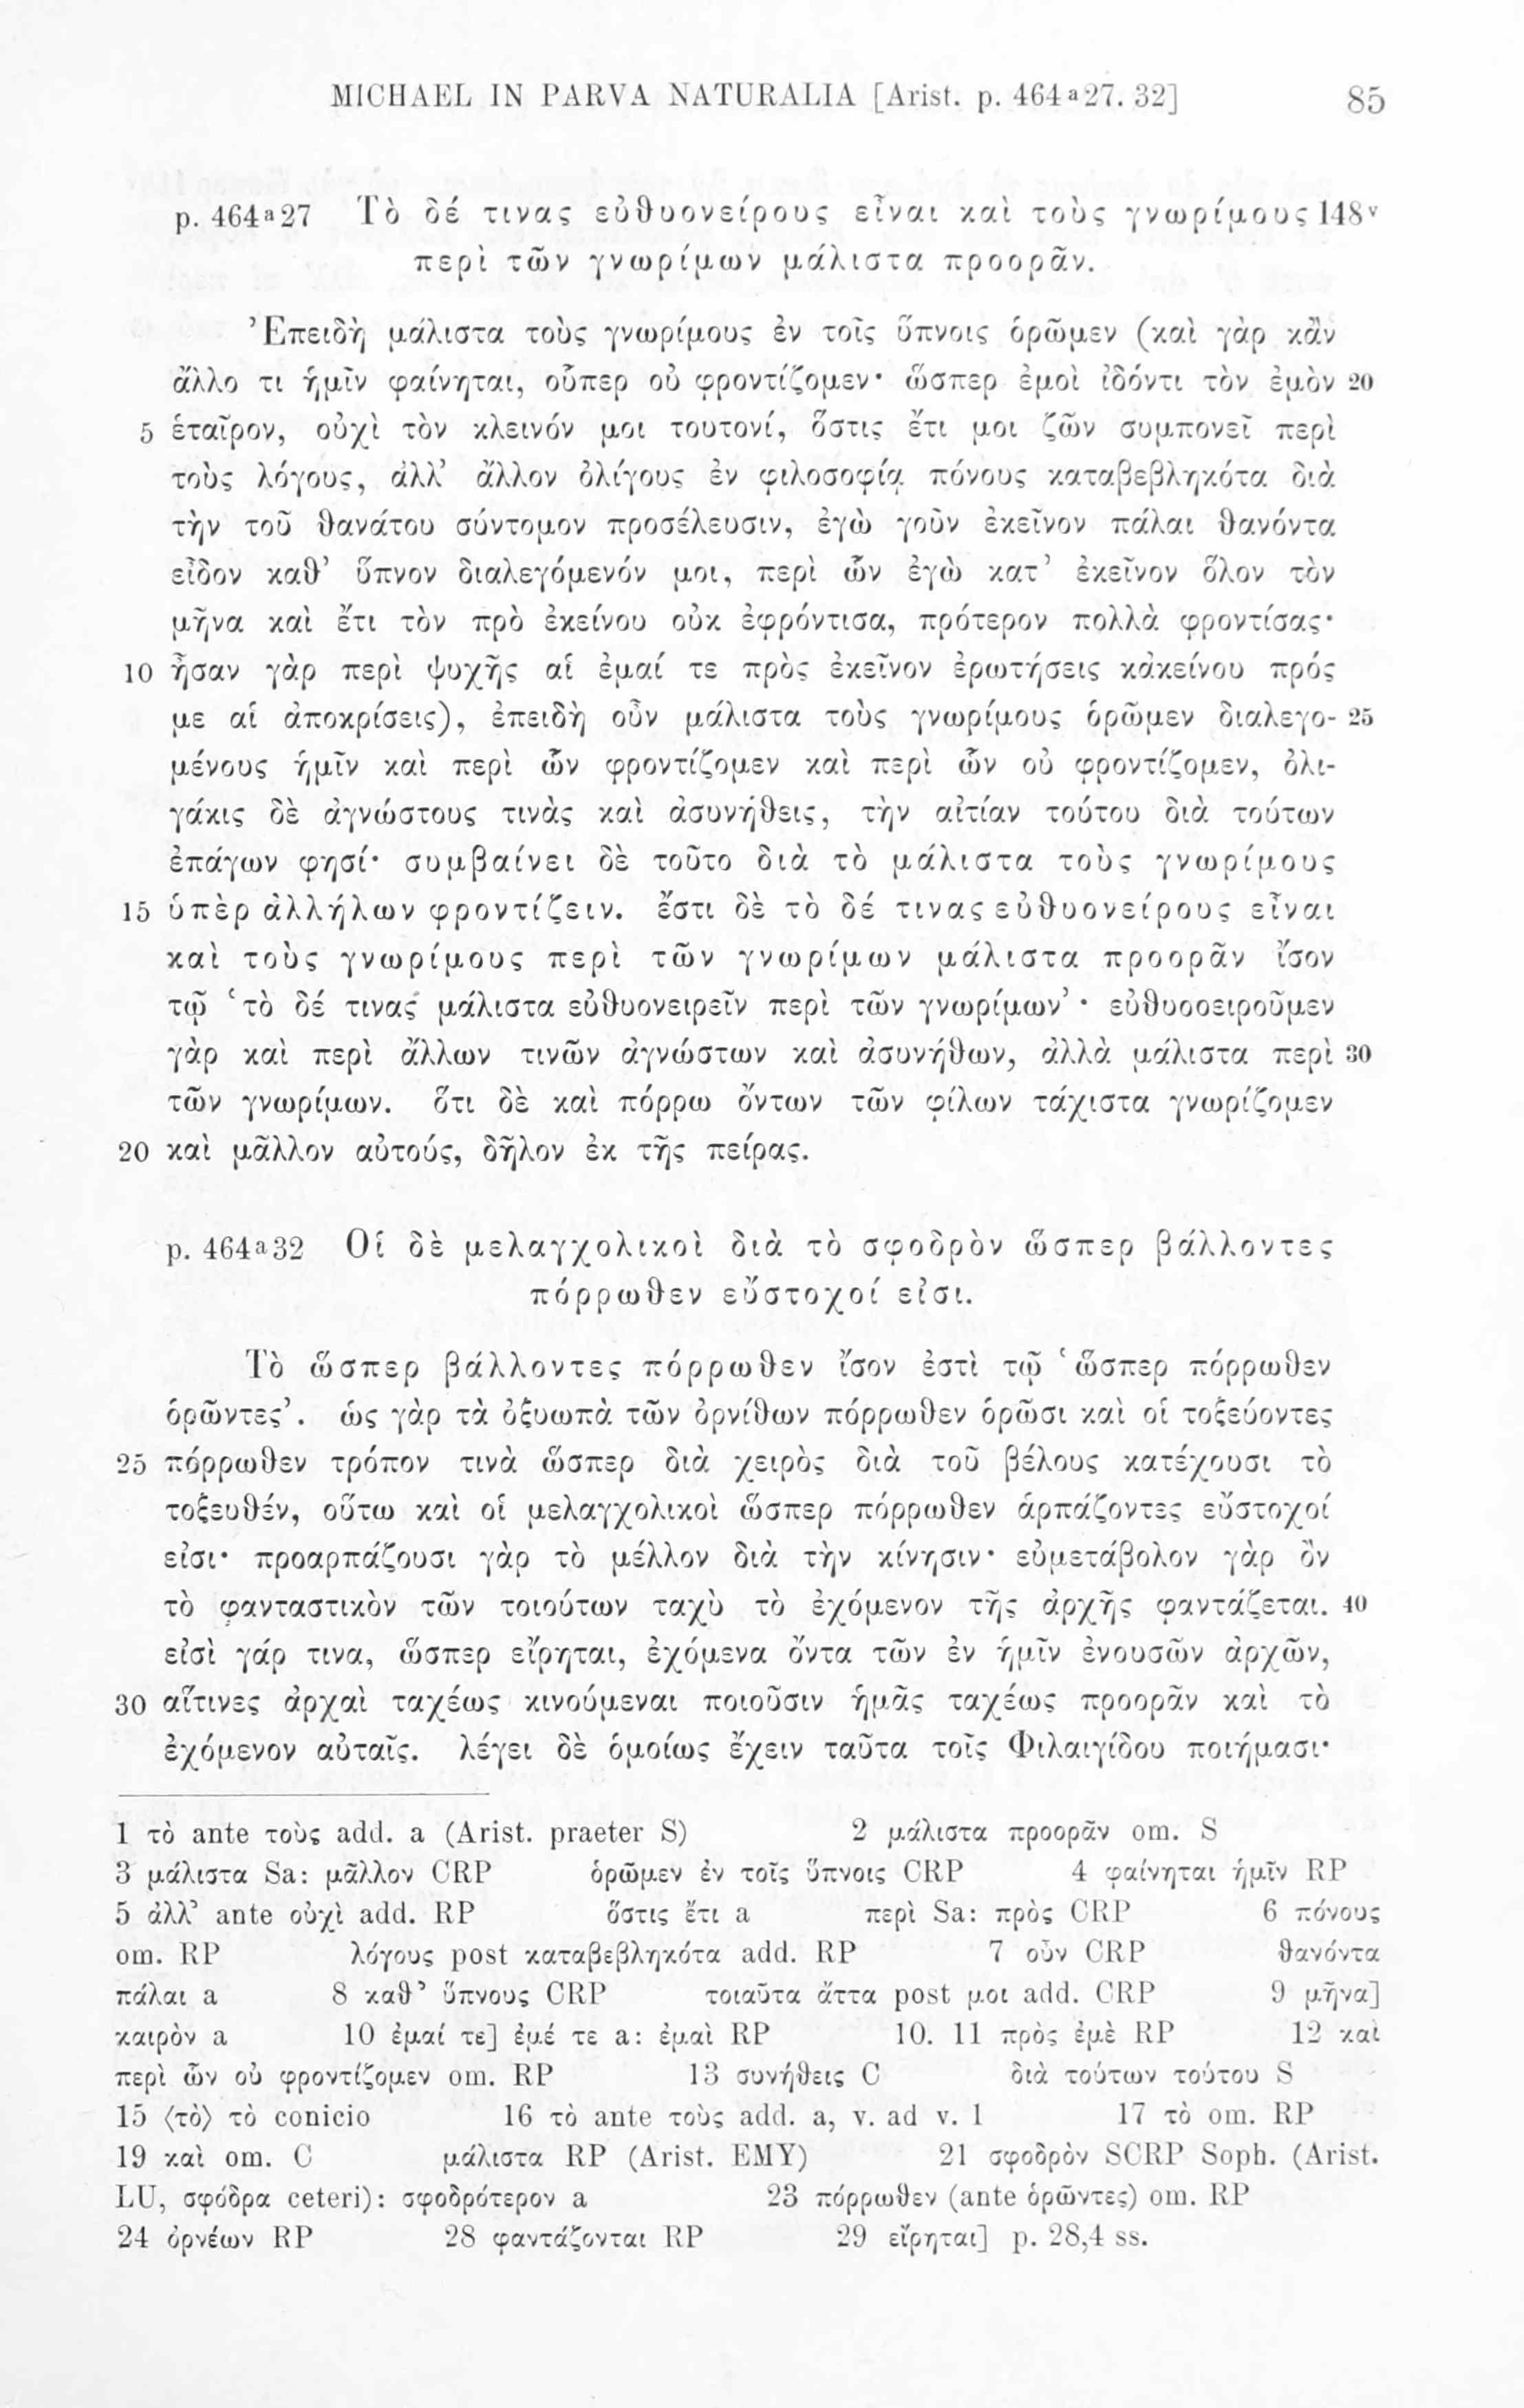 MICHAEL IN PARVA NATURALIA [Arist. p. 464ᵃ27. 32] 85
p. 464ᵃ27 Τὸ δέ τινας εὐθυονείρους εἶναι καὶ τοὺς γνωρίμους 148ᵛ
περὶ τῶν γνωρίμων μάλιστα προορᾶν.
Ἐπειδὴ μάλιστα τοὺς γνωρίμους ἐν τοῖς ὕπνοις ὁρῶμεν (καὶ γὰρ κἂν
ἄλλο τι ἡμῖν φαίνηται, οὗπερ οὐ φροντίζομεν· ὥσπερ ἐμοὶ ἰδόντι τὸν ἐμὸν 20
5 ἑταῖρον, οὐχὶ τὸν κλεινόν μοι τουτονί, ὅστις ἔτι μοι ζῶν συμπονεῖ περὶ
τοὺς λόγους, ἀλλ’ ἄλλον ὀλίγους ἐν φιλοσοφίᾳ πόνους καταβεβληκότα διὰ
τὴν τοῦ θανάτου σύντομον προσέλευσιν, ἐγὼ γοῦν ἐκεῖνον πάλαι θανόντα
εἶδον καθ’ ὕπνον διαλεγόμενόν μοι, περὶ ὧν ἐγὼ κατ’ ἐκεῖνον ὅλον τὸν
μῆνα καὶ ἔτι τὸν πρὸ ἐκείνου οὐκ ἐφρόντισα, πρότερον πολλὰ φροντίσας·
10 ἦσαν γὰρ περὶ ψυχῆς αἱ ἐμαί τε πρὸς ἐκεῖνον ἐρωτήσεις κἀκείνου πρός
με αἱ ἀποκρίσεις), ἐπειδὴ οὖν μάλιστα τοὺς γνωρίμους ὁρῶμεν διαλεγο- 25
μένους ἡμῖν καὶ περὶ ὧν φροντίζομεν καὶ περὶ ὧν οὐ φροντίζομεν, ὀλι-
γάκις δὲ ἀγνώστους τινὰς καὶ ἀσυνήθεις, τὴν αἰτίαν τούτου διὰ τούτων
ἐπάγων φησί· συμβαίνει δὲ τοῦτο διὰ τὸ μάλιστα τοὺς γνωρίμους
15 ὑπὲρ ἀλλήλων φροντίζειν. ἔστι δὲ τὸ δέ τινας εὐθυονείρους εἶναι
καὶ τοὺς γνωρίμους περὶ τῶν γνωρίμων μάλιστα προορᾶν ἴσον
τῷ ‘τὸ δέ τινας μάλιστα εὐθυονειρεῖν περὶ τῶν γνωρίμων’· εὐθυοοειροῦμεν
γὰρ καὶ περὶ ἄλλων τινῶν ἀγνώστων καὶ ἀσυνήθων, ἀλλὰ μάλιστα περὶ 30
τῶν γνωρίμων. ὅτι δὲ καὶ πόρρω ὄντων τῶν φίλων τάχιστα γνωρίζομεν
20 καὶ μᾶλλον αὐτούς, δῆλον ἐκ τῆς πείρας.
p. 464ᵃ32 Οἱ δὲ μελαγχολικοὶ διὰ τὸ σφοδρὸν ὥσπερ βάλλοντες
πόρρωθεν εὔστοχοί εἰσι.
Τὸ ὥσπερ βάλλοντες πόρρωθεν ἴσον ἐστὶ τῷ ‘ὥσπερ πόρρωθεν
ὁρῶντες’. ὡς γὰρ τὰ ὀξυωπὰ τῶν ὀρνίθων πόρρωθεν ὁρῶσι καὶ οἱ τοξεύοντες
25 πόρρωθεν τρόπον τινὰ ὥσπερ διὰ χειρὸς διὰ τοῦ βέλους κατέχουσι τὸ
τοξευθέν, οὕτω καὶ οἱ μελαγχολικοὶ ὥσπερ πόρρωθεν ἁρπάζοντες εὔστοχοί
εἰσι· προαρπάζουσι γὰρ τὸ μέλλον διὰ τὴν κίνησιν· εὐμετάβολον γὰρ ὂν
τὸ φανταστικὸν τῶν τοιούτων ταχὺ τὸ ἐχόμενον τῆς ἀρχῆς φαντάζεται. 40
εἰσὶ γάρ τινα, ὥσπερ εἴρηται, ἐχόμενα ὄντα τῶν ἐν ἡμῖν ἐνουσῶν ἀρχῶν,
30 αἵτινες ἀρχαὶ ταχέως κινούμεναι ποιοῦσιν ἡμᾶς ταχέως προορᾶν καὶ τὸ
ἐχόμενον αὐταῖς. λέγει δὲ ὁμοίως ἔχειν ταῦτα τοῖς Φιλαιγίδου ποιήμασι·
1 τὸ ante τοὺς add. a (Arist. praeter S) 2 μάλιστα προορᾶν om. S
3 μάλιστα Sa: μᾶλλον CRP ὁρῶμεν ἐν τοῖς ὕπνοις CRP 4 φαίνηται ἡμῖν RP
5 ἀλλ’ ante οὐχὶ add. RP ὅστις ἔτι a περὶ Sa: πρὸς CRP 6 πόνους
om. RP λόγους post καταβεβληκότα add. RP 7 οὖν CRP θανόντα
πάλαι a 8 καθ’ ὕπνους CRP τοιαῦτα ἄττα post μοι add. CRP 9 μῆνα]
καιρὸν a 10 ἐμαί τε] ἐμέ τε a: ἐμαὶ RP 10. 11 πρὸς ἐμὲ RP 12 καὶ
περὶ ὧν οὐ φροντίζομεν om. RP 13 συνήθεις C διὰ τούτων τούτου S
15 ⟨τὸ⟩ τὸ conicio 16 τὸ ante τοὺς add. a, v. ad v. 1 17 τὸ om. RP
19 καὶ om. C μάλιστα RP (Arist. EMY) 21 σφοδρὸν SCRP Soph. (Arist.
LU, σφόδρα ceteri): σφοδρότερον a 23 πόρρωθεν (ante ὁρῶντες) om. RP
24 ὀρνέων RP 28 φαντάζονται RP 29 εἴρηται] p. 28,4 ss.